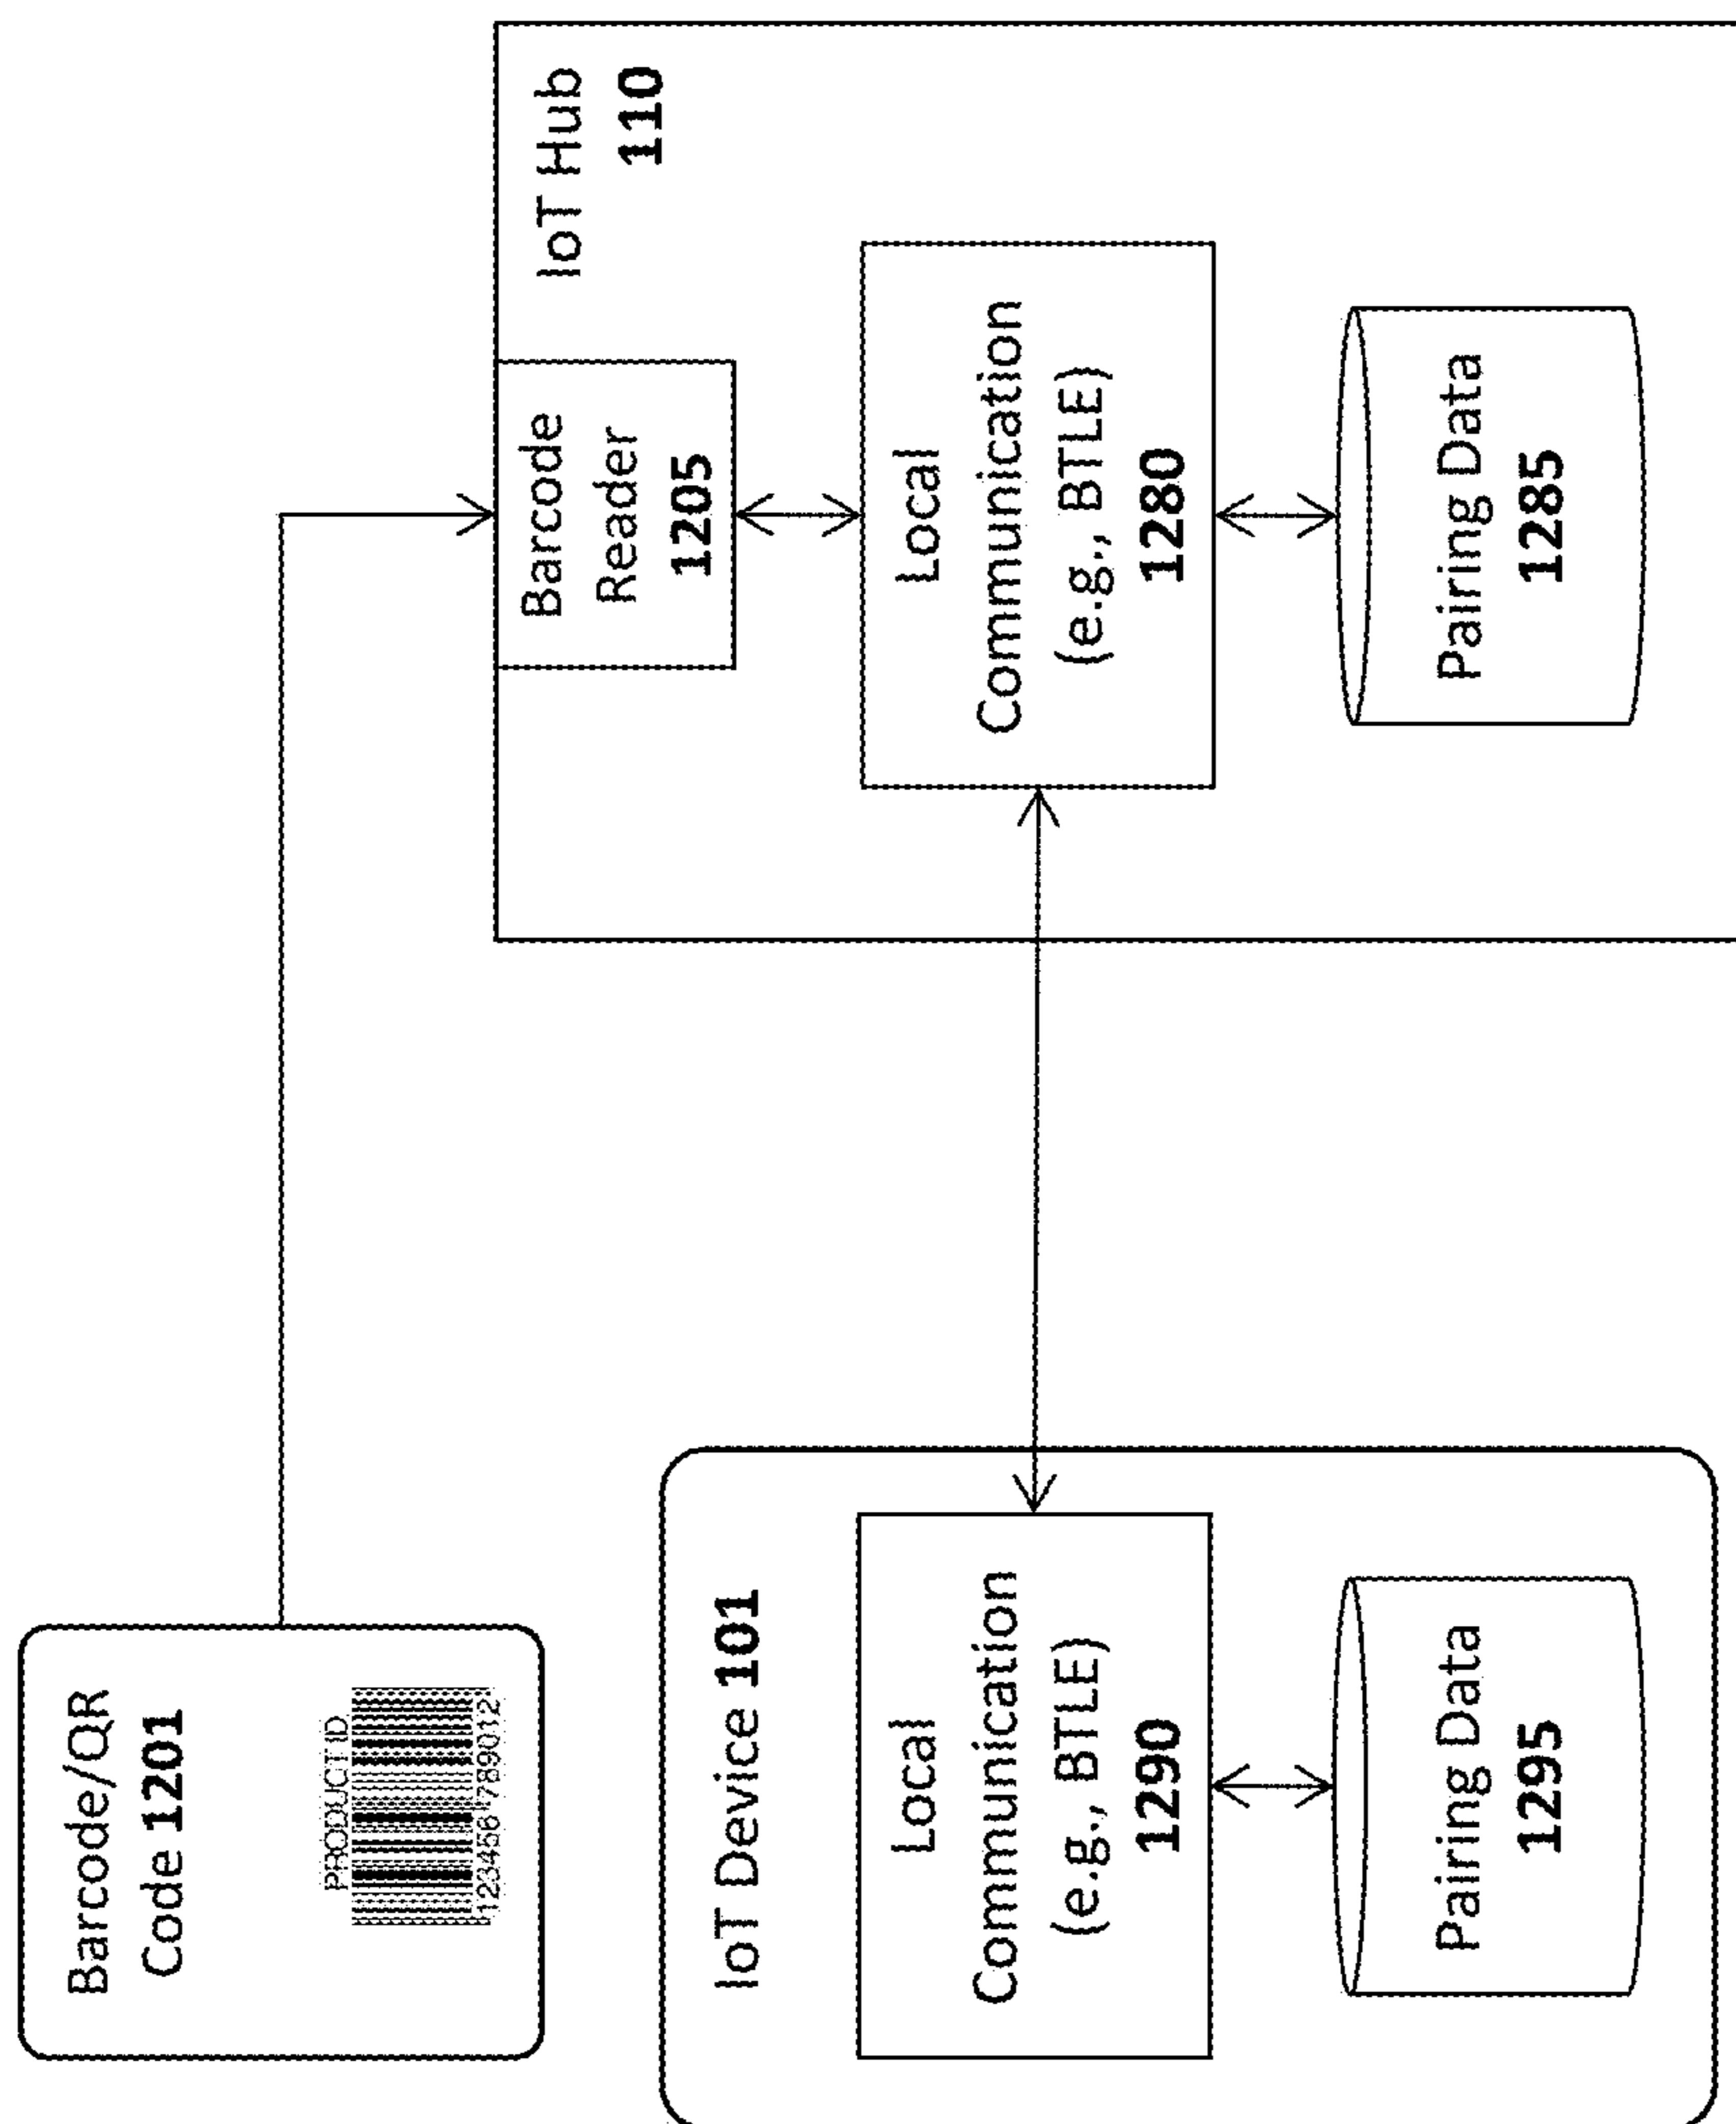 Barcode/QR
Code 1201
PRODUCT ID
123456 789012
IoT Device 101
Local
Communication
(e.g., BTLE)
1290
Pairing Data
1295
IoT Hub
110
Barcode
Reader
1205
Local
Communication
(e.g., BTLE)
1280
Pairing Data
1285